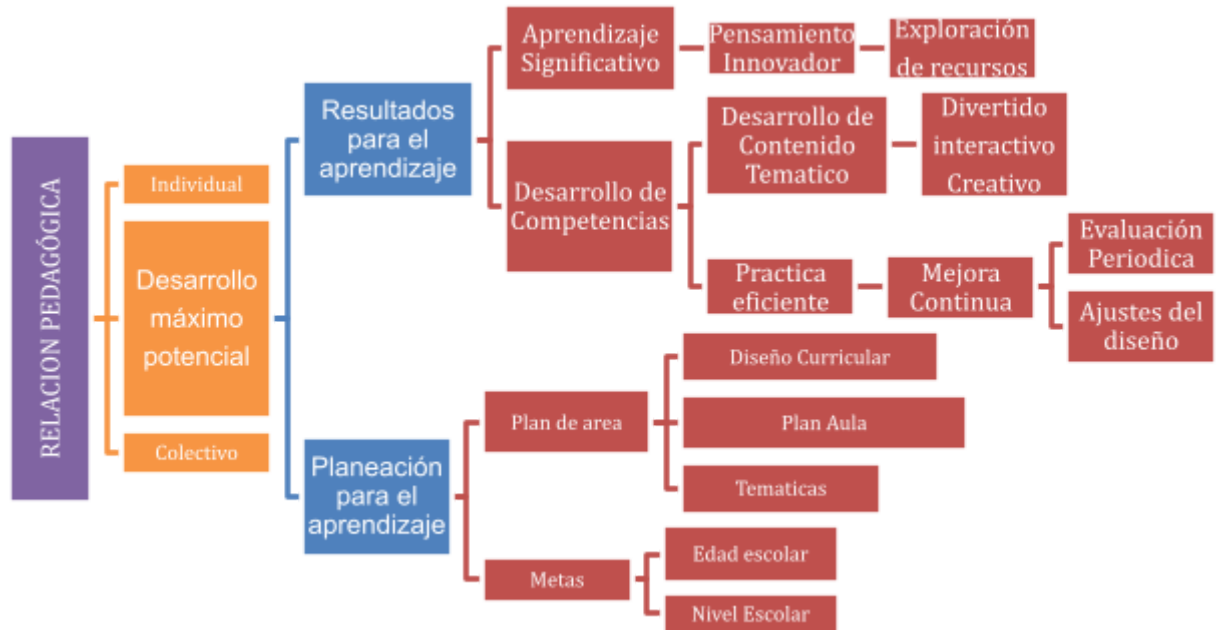 RELACION PEDAGÓGICA
Individual
Desarrollo
máximo
potencial
Colectivo
Resultados
para el
aprendizaje
Planeación
para el
aprendizaje
Aprendizaje
Significativo
Pensamiento
Innovador
Exploración
de recursos
Desarrollo de
Competencias
Desarrollo de
Contenido
Tematico
Divertido
interactivo
Creativo
Practica
eficiente
Mejora
Continua
Evaluación
Periodica
Ajustes del
diseño
Plan de area
Diseño Curricular
Plan Aula
Tematicas
Metas
Edad escolar
Nivel Escolar